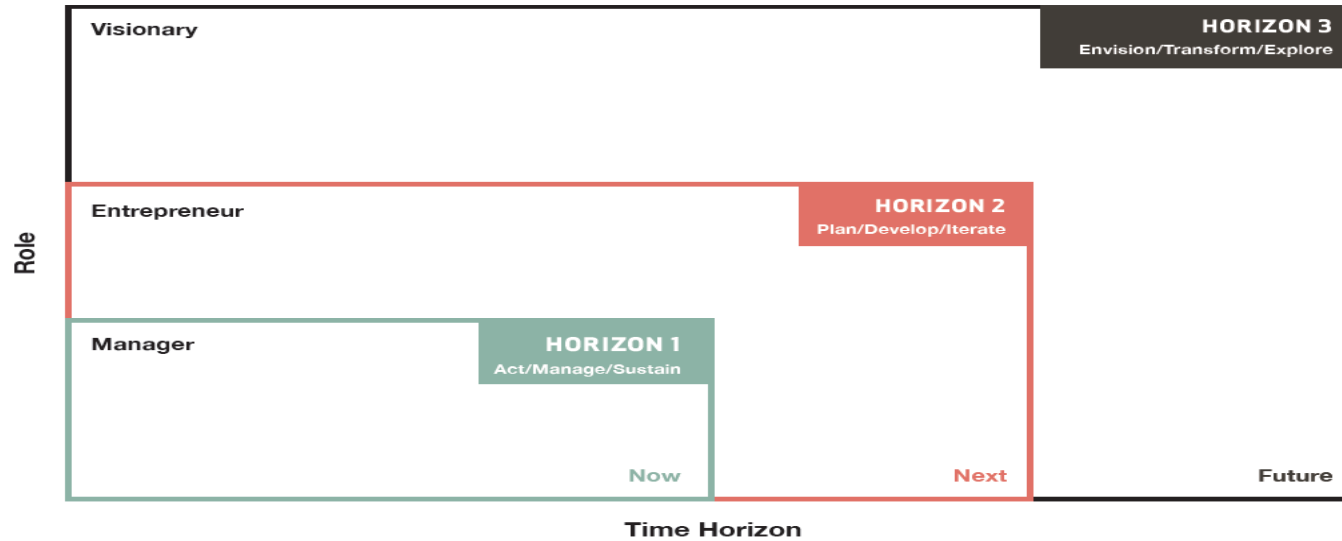 Visionary
HORIZON 3
Envision/Transform/Explore
Entrepreneur
HORIZON 2
Plan/Develop/Iterate
Role
Manager
HORIZON 1
Act/Manage/Sustain
Now
Next
Future
Time Horizon